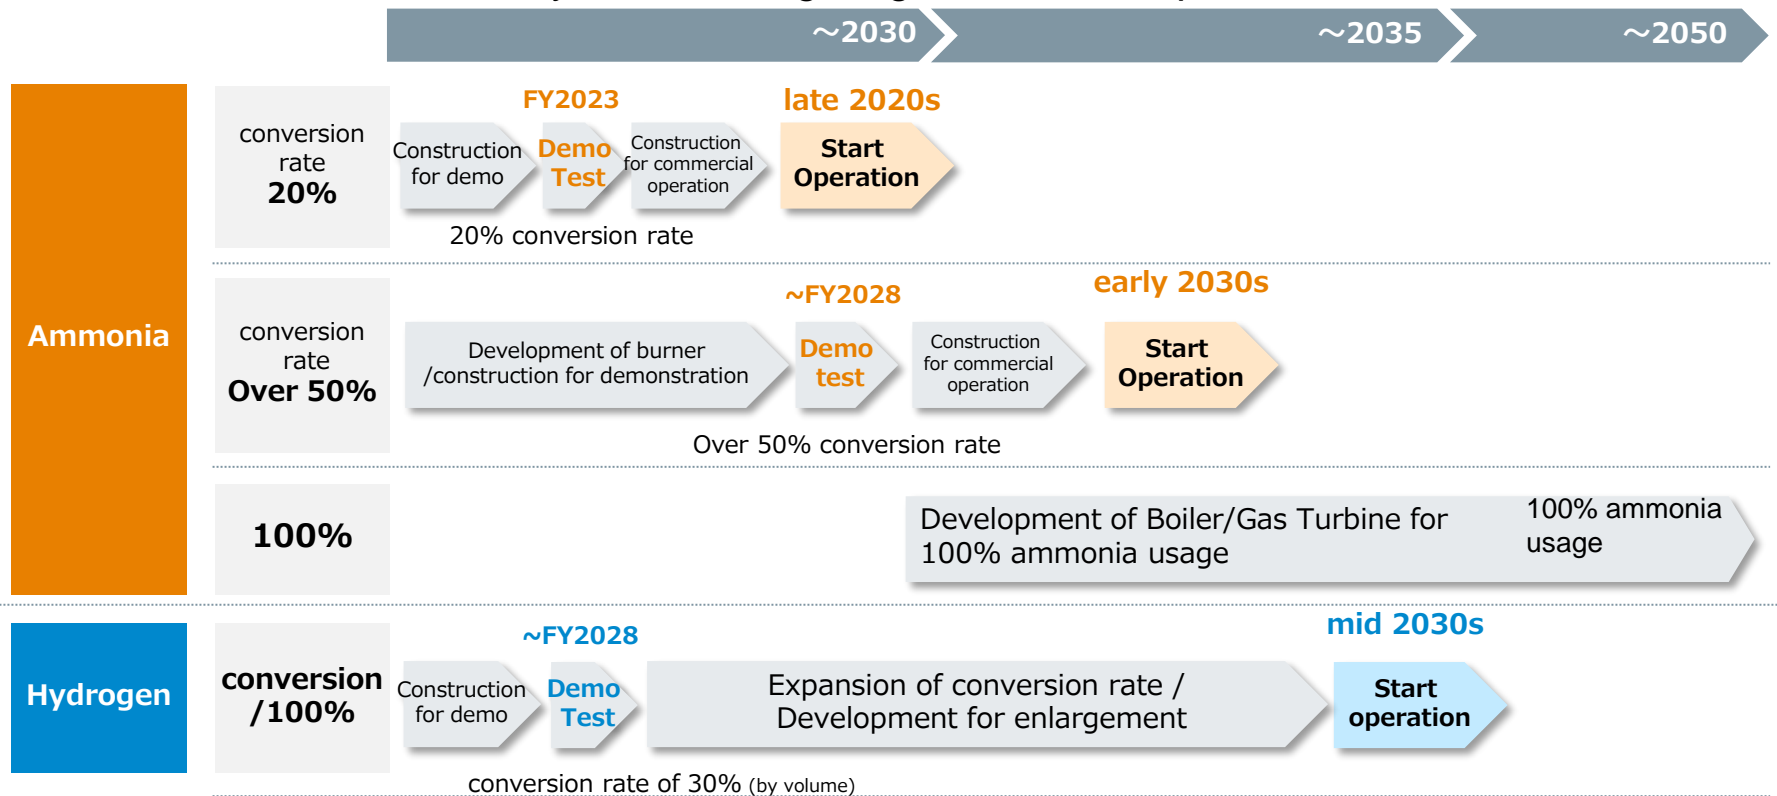 ~2030
~2035
~2050
Ammonia
conversion
rate
20%
FY2023
late 2020s
Construction
for demo
Demo
Test
Construction
for commercial
operation
Start
Operation
20% conversion rate
conversion
rate
Over 50%
~FY2028
early 2030s
Development of burner
/construction for demonstration
Demo
test
Construction
for commercial
operation
Start
Operation
Over 50% conversion rate
100%
Development of Boiler/Gas Turbine for
100% ammonia usage
100% ammonia
usage
Hydrogen
conversion
/100%
~FY2028
mid 2030s
Construction
for demo
Demo
Test
Expansion of conversion rate /
Development for enlargement
Start
operation
conversion rate of 30% (by volume)